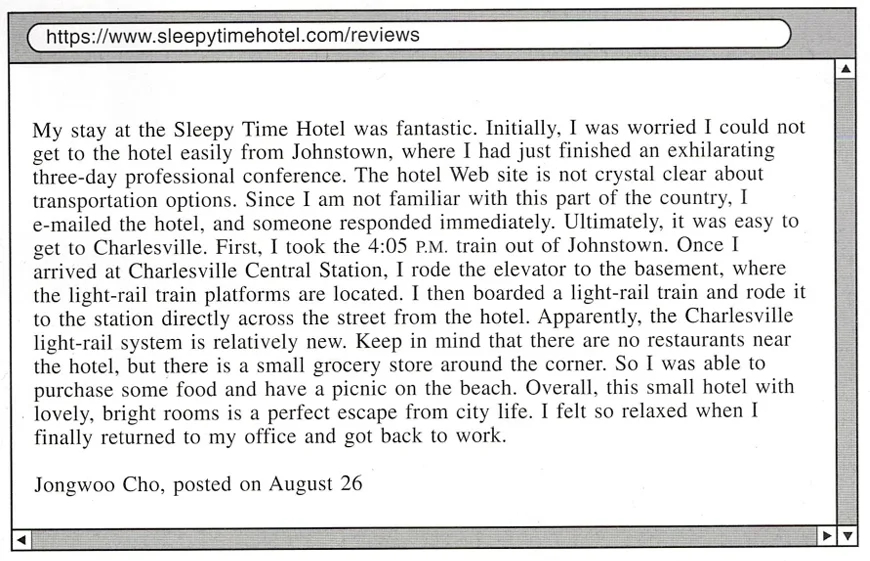 https://www.sleepytimehotel.com/reviews
My stay at the Sleepy Time Hotel was fantastic. Initially, I was worried I could not
get to the hotel easily from Johnstown, where I had just finished an exhilarating
three-day professional conference. The hotel Web site is not crystal clear about
transportation options. Since I am not familiar with this part of the country, I
e-mailed the hotel, and someone responded immediately. Ultimately, it was easy to
get to Charlesville. First, I took the 4:05 P.M. train out of Johnstown. Once I
arrived at Charlesville Central Station, I rode the elevator to the basement, where
the light-rail train platforms are located. I then boarded a light-rail train and rode it
to the station directly across the street from the hotel. Apparently, the Charlesville
light-rail system is relatively new. Keep in mind that there are no restaurants near
the hotel, but there is a small grocery store around the corner. So I was able to
purchase some food and have a picnic on the beach. Overall, this small hotel with
lovely, bright rooms is a perfect escape from city life. I felt so relaxed when I
finally returned to my office and got back to work.
Jongwoo Cho, posted on August 26